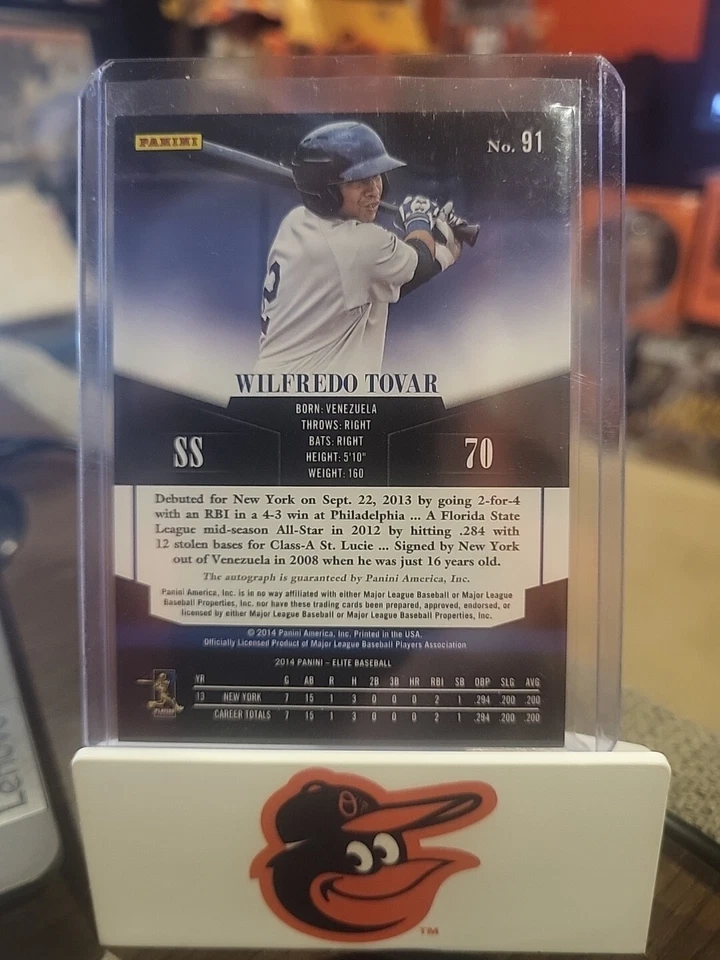 PANINI
No. 91
2
WILFREDO TOVAR
BORN: VENEZUELA
THROWS: RIGHT
BATS: RIGHT
HEIGHT: 5'10"
WEIGHT: 160
SS
70
Debuted for New York on Sept. 22, 2013 by going 2-for-4
with an RBI in a 4-3 win at Philadelphia ... A Florida State
League mid-season All-Star in 2012 by hitting .284 with
12 stolen bases for Class-A St. Lucie ... Signed by New York
out of Venezuela in 2008 when he was just 16 years old.
The autograph is guaranteed by Panini America, Inc.
Panini America, Inc. is in no way affiliated with either Major League Baseball or Major League
Baseball Properties, Inc. nor have these trading cards been prepared, approved, endorsed, or
licensed by either Major League Baseball or Major League Baseball Properties, Inc.
© 2014 Panini America, Inc. Printed in the USA.
Officially Licensed Product of Major League Baseball Players Association
2014 PANINI – ELITE BASEBALL
YR G AB R H 2B 3B HR RBI SB OBP SLG AVG
13 NEW YORK 7 15 1 3 0 0 0 2 1 .294 .200 .200
CAREER TOTALS 7 15 1 3 0 0 0 2 1 .294 .200 .200
Lenovo
TM